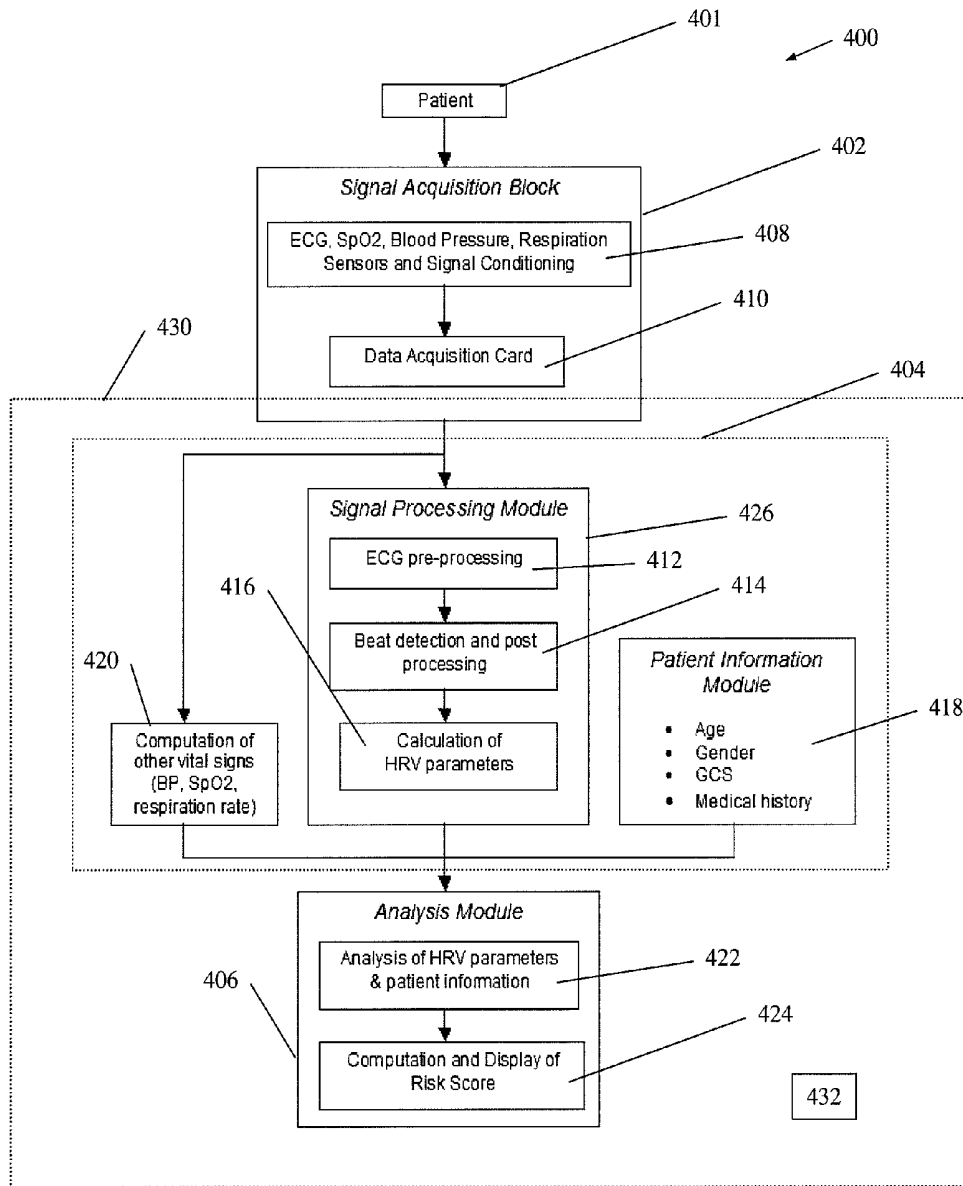 401
400
Patient
402
Signal Acquisition Block
ECG, SpO2, Blood Pressure, Respiration
Sensors and Signal Conditioning
408
430
410
Data Acquisition Card
404
Signal Processing Module
426
ECG pre-processing
412
416
414
Beat detection and post
processing
420
Patient Information
Module
418
• Age
• Gender
• GCS
• Medical history
Computation of
other vital signs
(BP, SpO2,
respiration rate)
Calculation of
HRV parameters
Analysis Module
Analysis of HRV parameters
& patient information
422
406
424
Computation and Display of
Risk Score
432